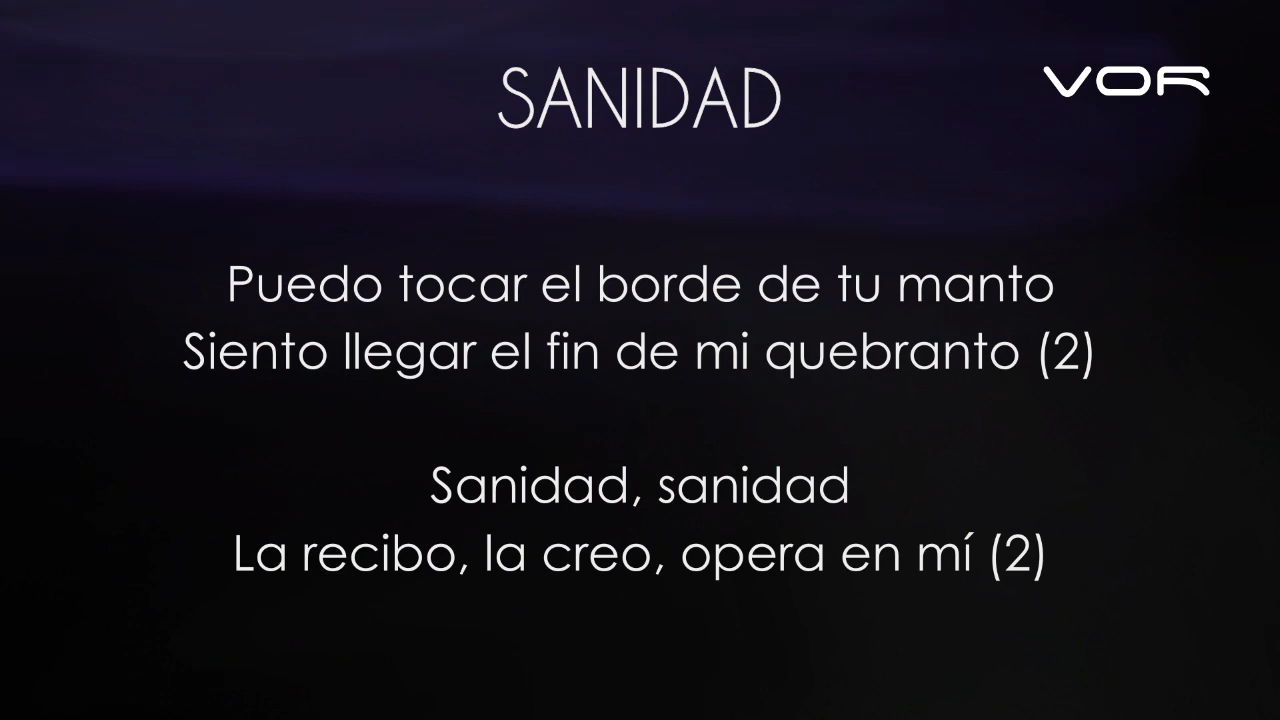 SANIDAD
VOR
Puedo tocar el borde de tu manto
Siento llegar el fin de mi quebranto (2)
Sanidad, sanidad
La recibo, la creo, opera en mí (2)